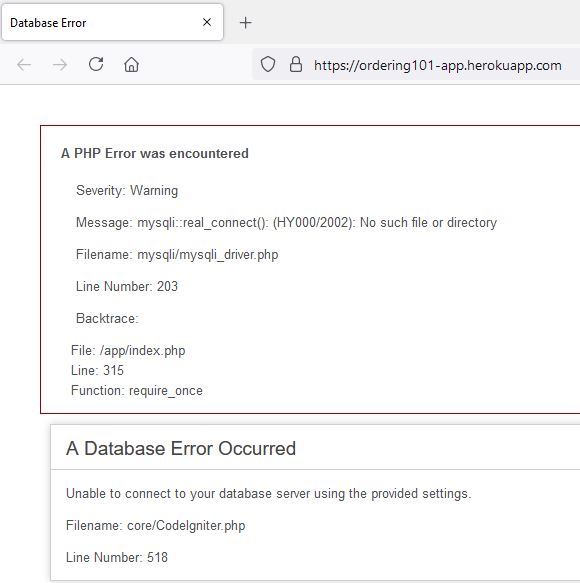 Database Error
https://ordering101-app.herokuapp.com
A PHP Error was encountered
Severity: Warning
Message: mysqli::real_connect(): (HY000/2002): No such file or directory
Filename: mysqli/mysqli_driver.php
Line Number: 203
Backtrace:
File: /app/index.php
Line: 315
Function: require_once
A Database Error Occurred
Unable to connect to your database server using the provided settings.
Filename: core/CodeIgniter.php
Line Number: 518